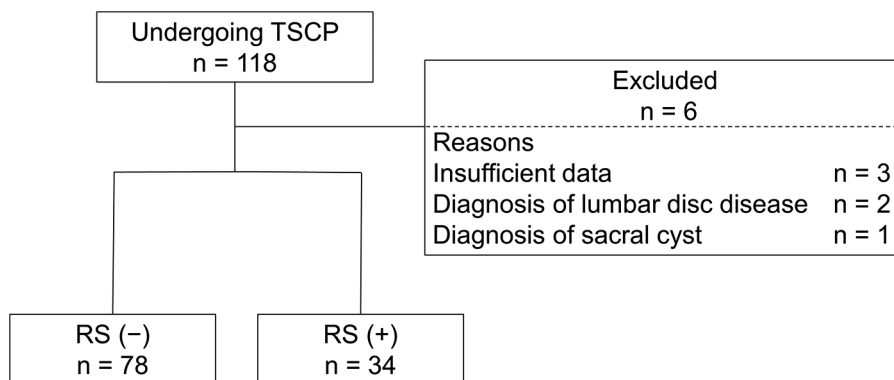 Undergoing TSCP
n = 118
Excluded
n = 6
Reasons
Insufficient data n = 3
Diagnosis of lumbar disc disease n = 2
Diagnosis of sacral cyst n = 1
RS (−)
n = 78
RS (+)
n = 34